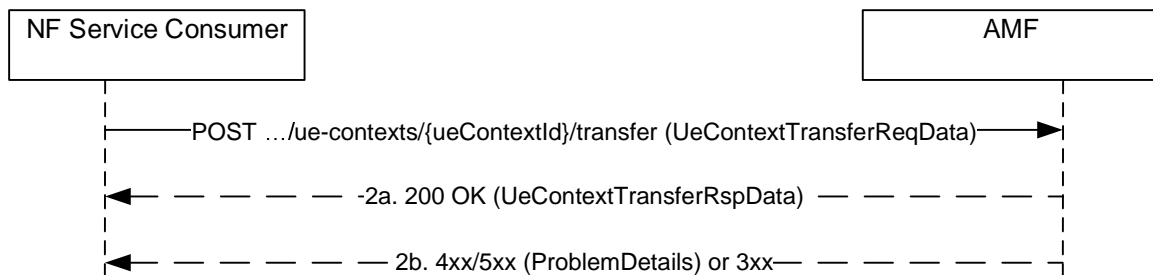 NF Service Consumer
AMF
POST …/ue-contexts/{ueContextId}/transfer (UeContextTransferReqData)
2a. 200 OK (UeContextTransferRspData)
2b. 4xx/5xx (ProblemDetails) or 3xx